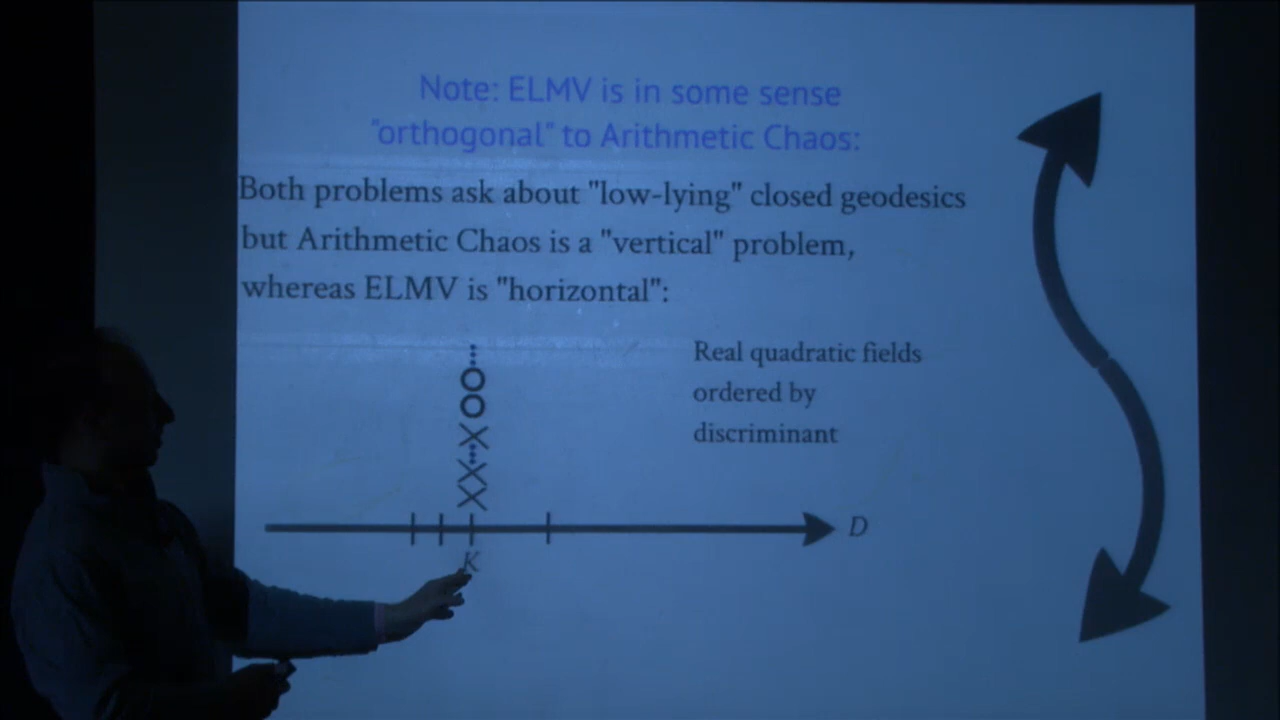 Note: ELMV is in some sense
"orthogonal" to Arithmetic Chaos:
Both problems ask about "low-lying" closed geodesics
but Arithmetic Chaos is a "vertical" problem,
whereas ELMV is "horizontal":
Real quadratic fields
ordered by
discriminant
D
K